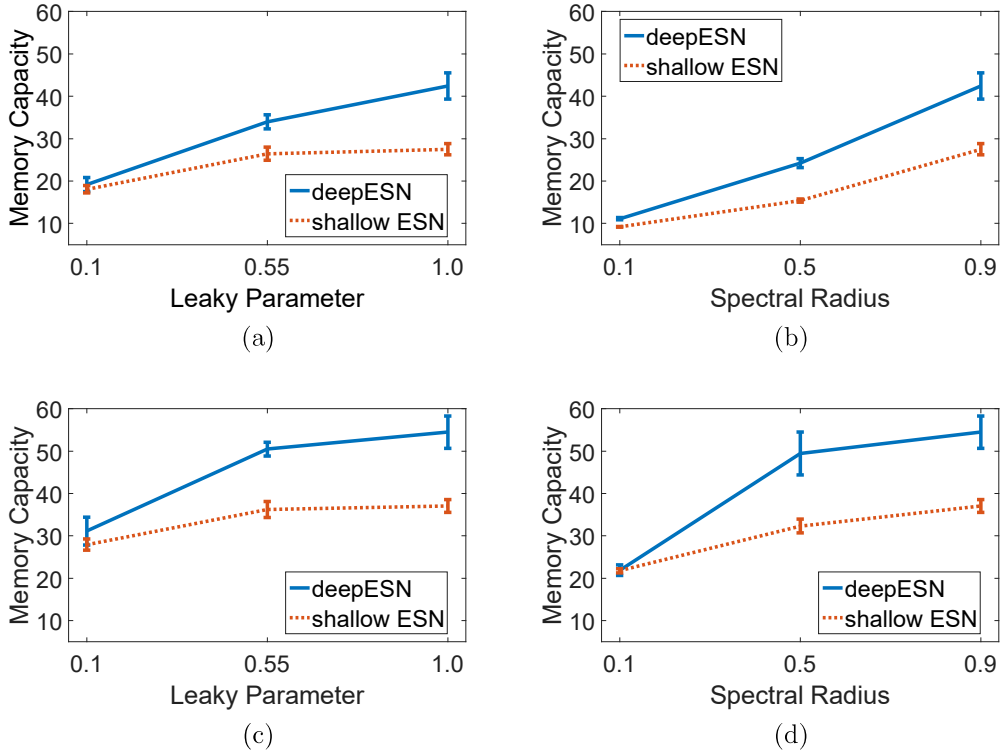 60
50
40
30
20
10
Memory Capacity
deepESN
shallow ESN
0.1 0.55 1.0
Leaky Parameter
(a)
60
50
40
30
20
10
Memory Capacity
deepESN
shallow ESN
0.1 0.5 0.9
Spectral Radius
(b)
60
50
40
30
20
10
Memory Capacity
deepESN
shallow ESN
0.1 0.55 1.0
Leaky Parameter
(c)
60
50
40
30
20
10
Memory Capacity
deepESN
shallow ESN
0.1 0.5 0.9
Spectral Radius
(d)